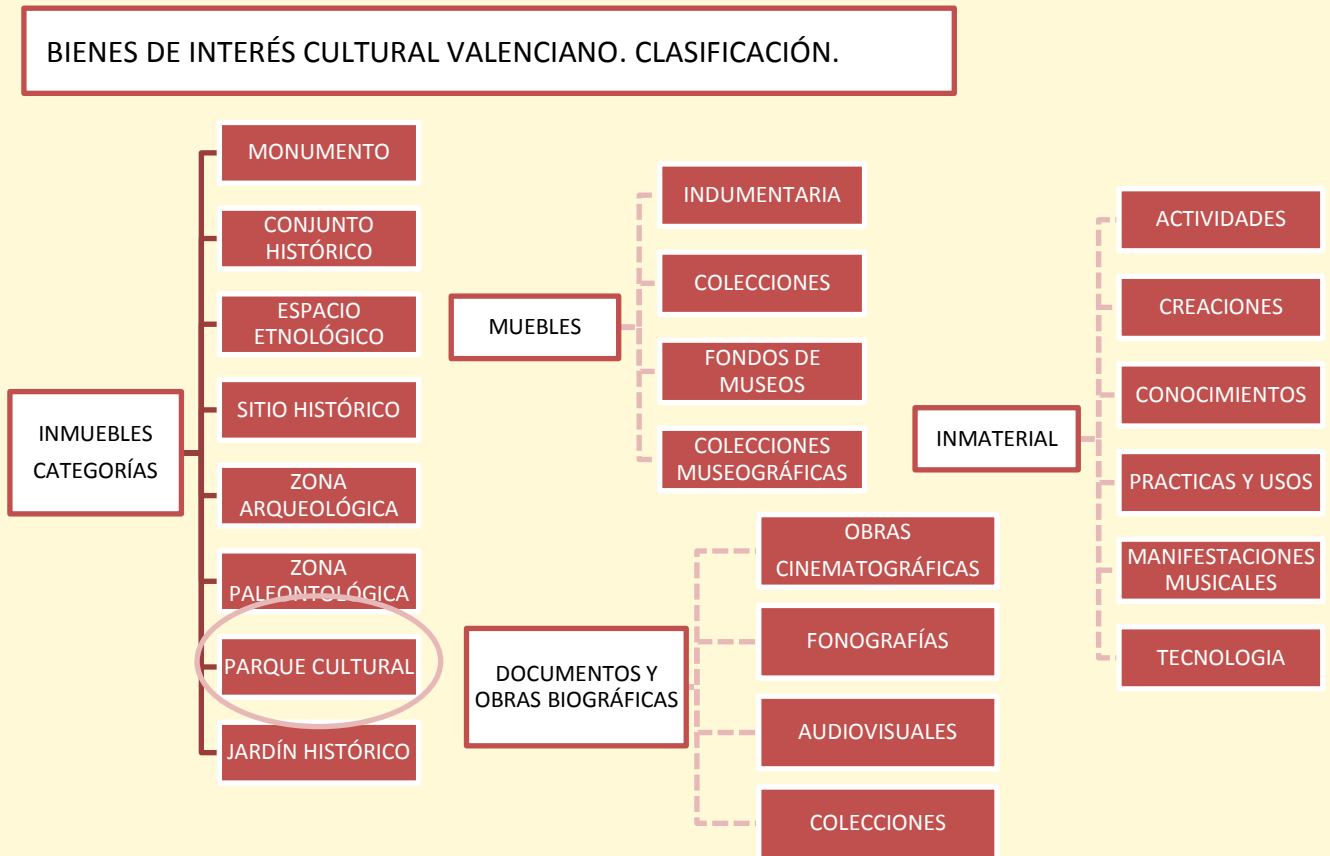 BIENES DE INTERÉS CULTURAL VALENCIANO. CLASIFICACIÓN.
INMUEBLES
CATEGORÍAS
MONUMENTO
CONJUNTO
HISTÓRICO
ESPACIO
ETNOLÓGICO
SITIO HISTÓRICO
ZONA
ARQUEOLÓGICA
ZONA
PALEONTOLÓGICA
PARQUE CULTURAL
JARDÍN HISTÓRICO
MUEBLES
INDUMENTARIA
COLECCIONES
FONDOS DE
MUSEOS
COLECCIONES
MUSEOGRÁFICAS
DOCUMENTOS Y
OBRAS BIOGRÁFICAS
OBRAS
CINEMATOGRÁFICAS
FONOGRAFÍAS
AUDIOVISUALES
COLECCIONES
INMATERIAL
ACTIVIDADES
CREACIONES
CONOCIMIENTOS
PRACTICAS Y USOS
MANIFESTACIONES
MUSICALES
TECNOLOGIA